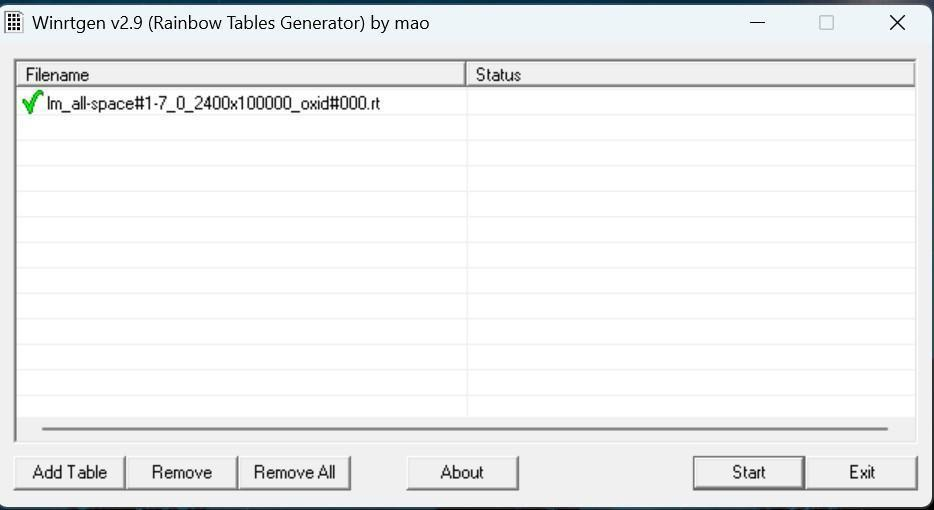 Winrtgen v2.9 (Rainbow Tables Generator) by mao
Filename Status
lm_all-space#1-7_0_2400x100000_oxid#000.rt
Add Table Remove Remove All About Start Exit